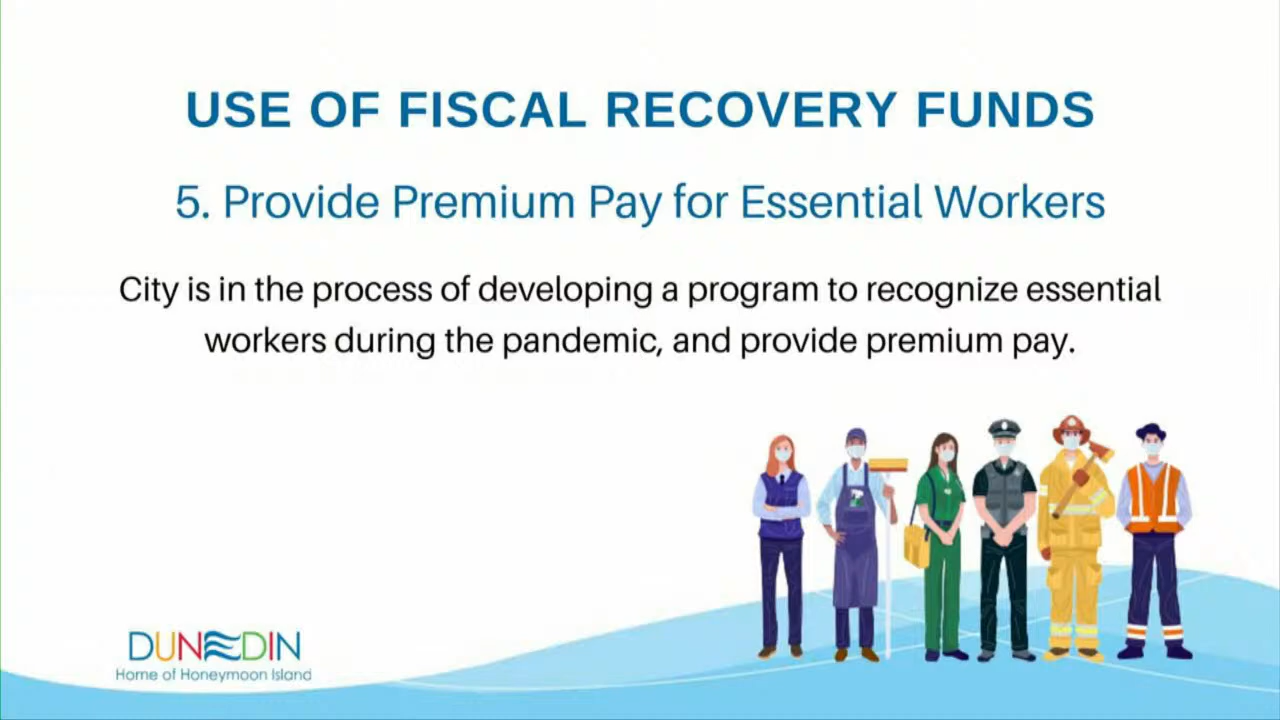 USE OF FISCAL RECOVERY FUNDS
5. Provide Premium Pay for Essential Workers
City is in the process of developing a program to recognize essential
workers during the pandemic, and provide premium pay.
DUNEDIN
Home of Honeymoon Island